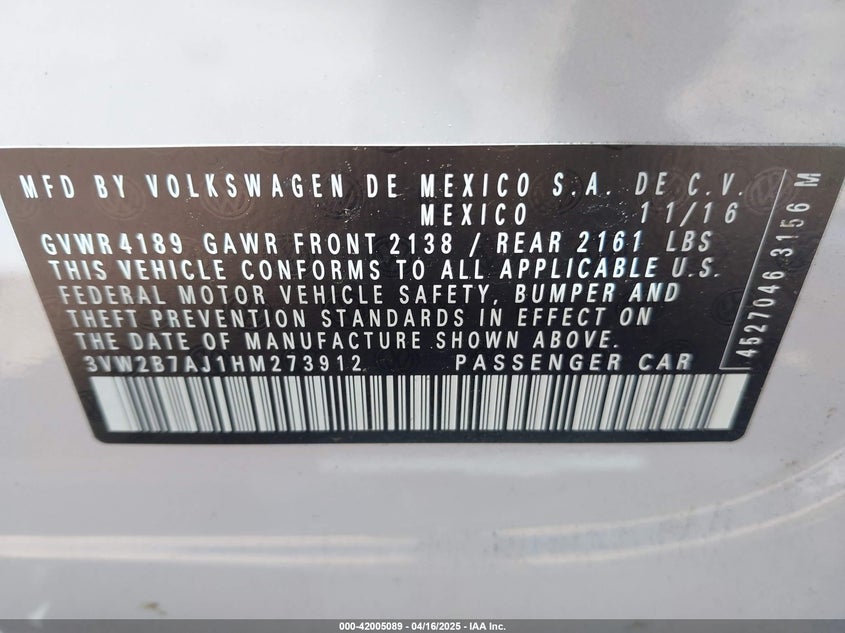 MFD BY VOLKSWAGEN DE MEXICO S.A. DE C.V.
MEXICO 11/16
GVWR 4189 GAWR FRONT 2138 / REAR 2161 LBS
THIS VEHICLE CONFORMS TO ALL APPLICABLE U.S.
FEDERAL MOTOR VEHICLE SAFETY, BUMPER AND
THEFT PREVENTION STANDARDS IN EFFECT ON
THE DATE OF MANUFACTURE SHOWN ABOVE.
3VW2B7AJ1HM273912 PASSENGER CAR
4527046 3156 M
000-42005089 - 04/16/2025 - IAA Inc.